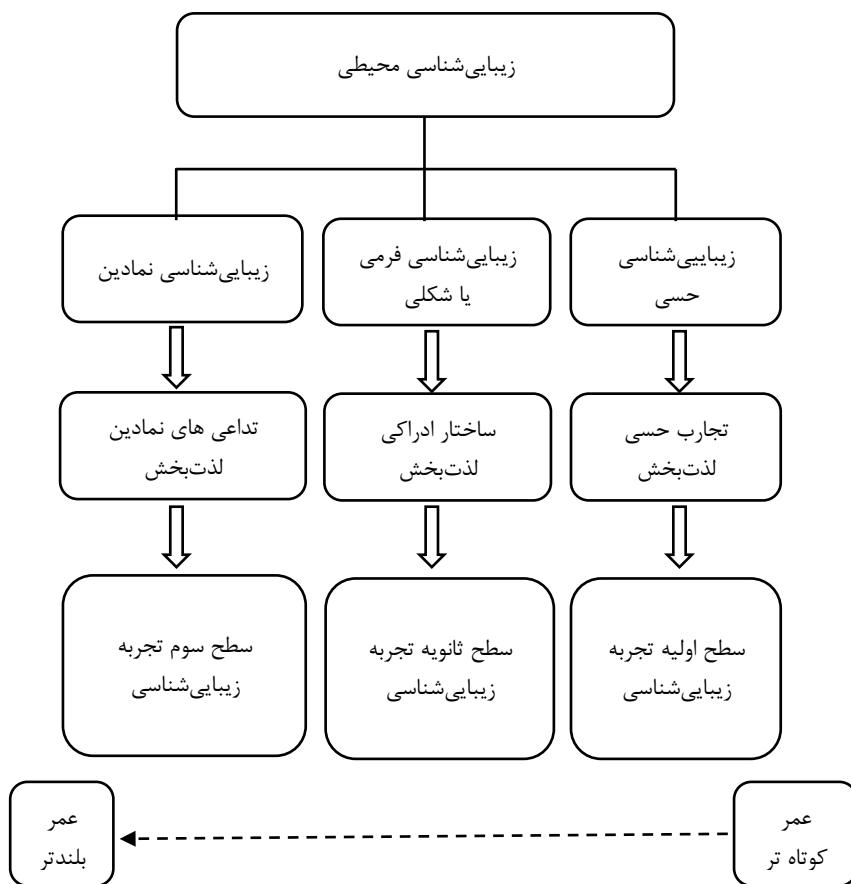 زیبایی‌شناسی محیطی
زیباییی‌شناسی
حسی
زیبایی‌شناسی فرمی
یا شکلی
زیبایی‌شناسی نمادین
تجارب حسی
لذت‌بخش
ساختار ادراکی
لذت‌بخش
تداعی های نمادین
لذت‌بخش
سطح اولیه تجربه
زیبایی‌شناسی
سطح ثانویه تجربه
زیبایی‌شناسی
سطح سوم تجربه
زیبایی‌شناسی
عمر
کوتاه تر
عمر
بلندتر